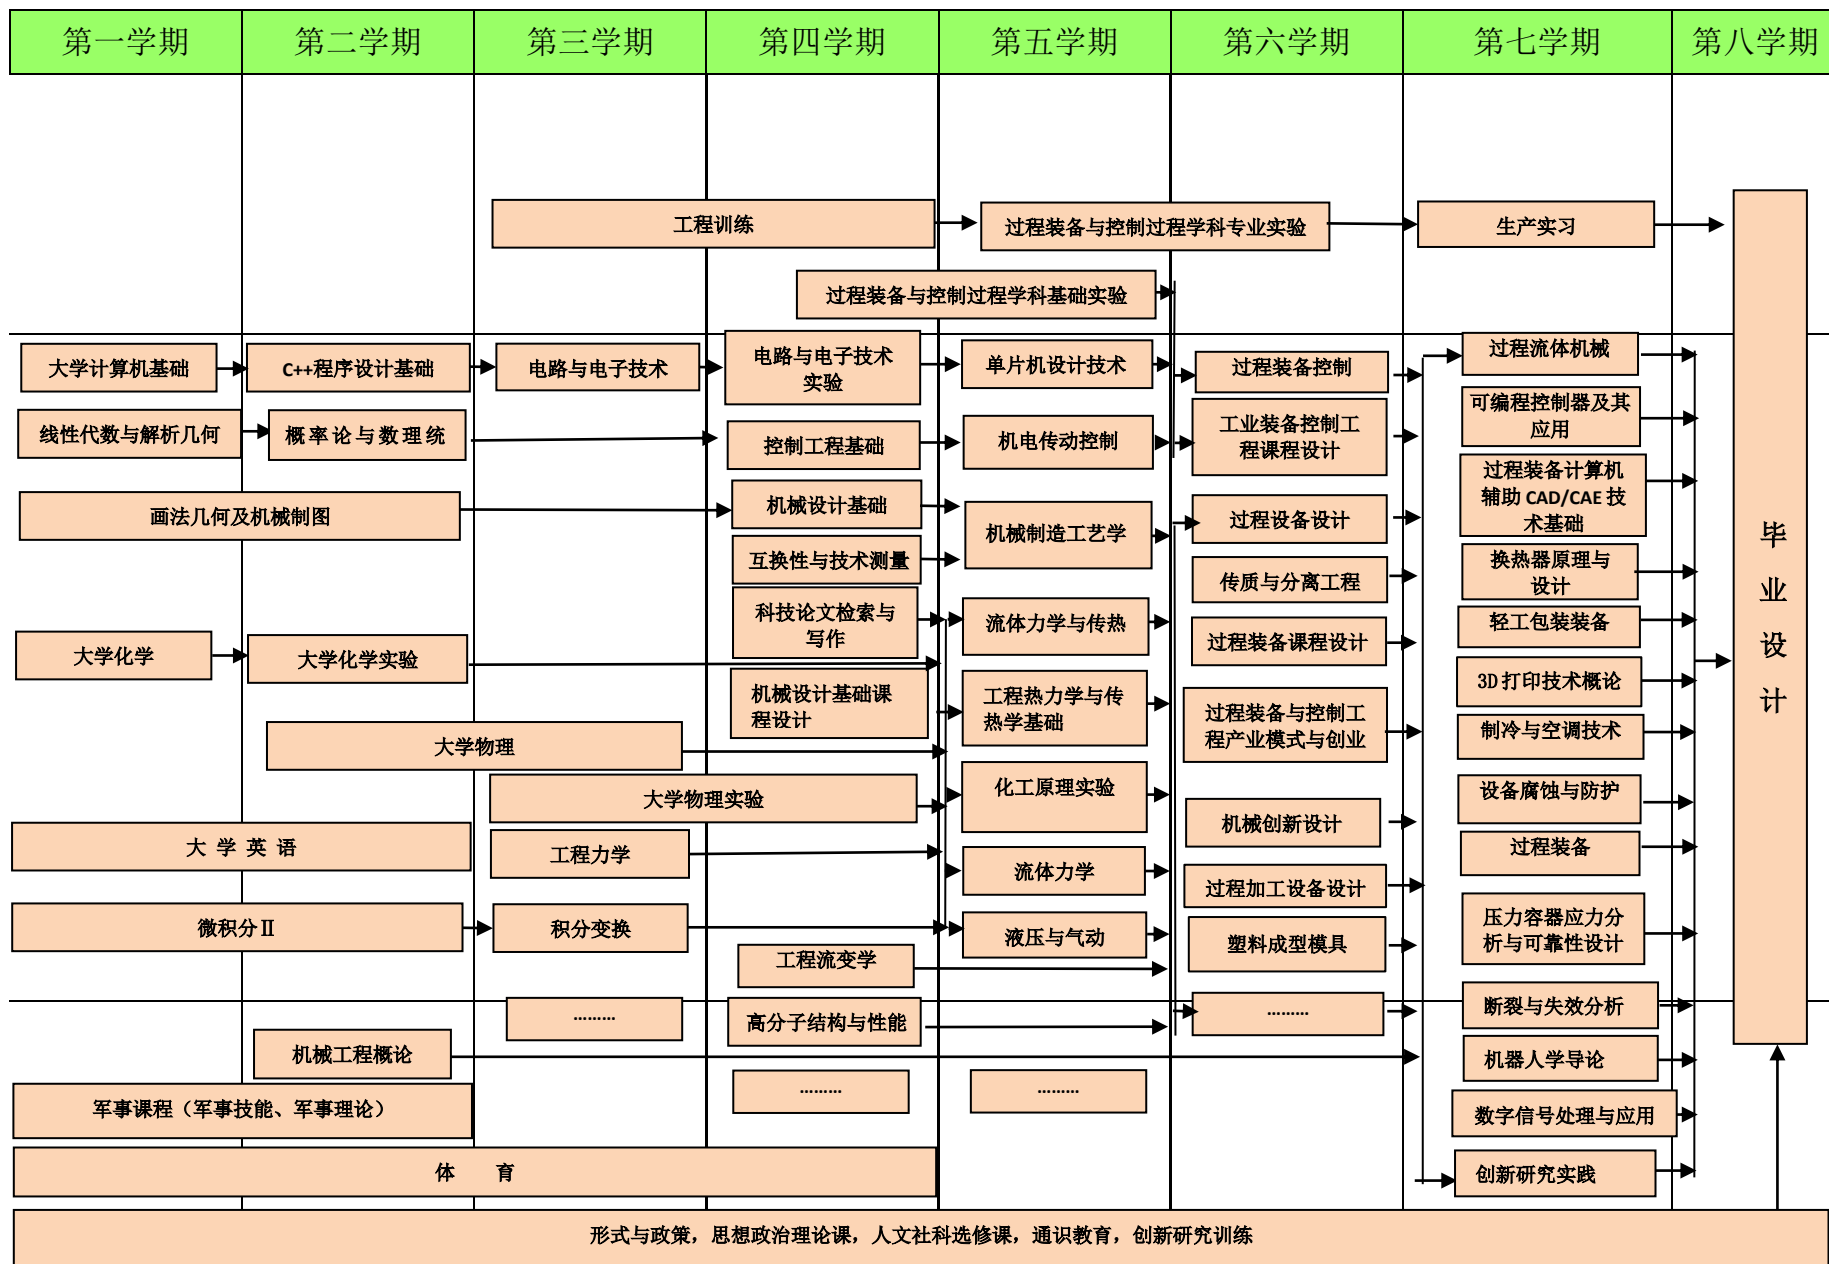 第一学期
第二学期
第三学期
第四学期
第五学期
第六学期
第七学期
第八学期
工程训练
过程装备与控制过程学科专业实验
生产实习
过程装备与控制过程学科基础实验
大学计算机基础
C++程序设计基础
电路与电子技术
电路与电子技术
实验
单片机设计技术
过程装备控制
过程流体机械
线性代数与解析几何
概率论与数理统
控制工程基础
机电传动控制
工业装备控制工
程课程设计
可编程控制器及其
应用
画法几何及机械制图
机械设计基础
机械制造工艺学
过程设备设计
过程装备计算机
辅助 CAD/CAE 技
术基础
互换性与技术测量
传质与分离工程
换热器原理与
设计
大学化学
大学化学实验
科技论文检索与
写作
流体力学与传热
过程装备课程设计
轻工包装装备
机械设计基础课
程设计
工程热力学与传
热学基础
过程装备与控制工
程产业模式与创业
3D 打印技术概论
大学物理
制冷与空调技术
大学物理实验
化工原理实验
机械创新设计
设备腐蚀与防护
大 学 英 语
工程力学
流体力学
过程加工设备设计
过程装备
微积分Ⅱ
积分变换
液压与气动
塑料成型模具
压力容器应力分
析与可靠性设计
工程流变学
………
高分子结构与性能
………
断裂与失效分析
机械工程概论
机器人学导论
军事课程（军事技能、军事理论）
………
………
数字信号处理与应用
体 育
创新研究实践
毕
业
设
计
形式与政策，思想政治理论课，人文社科选修课，通识教育，创新研究训练